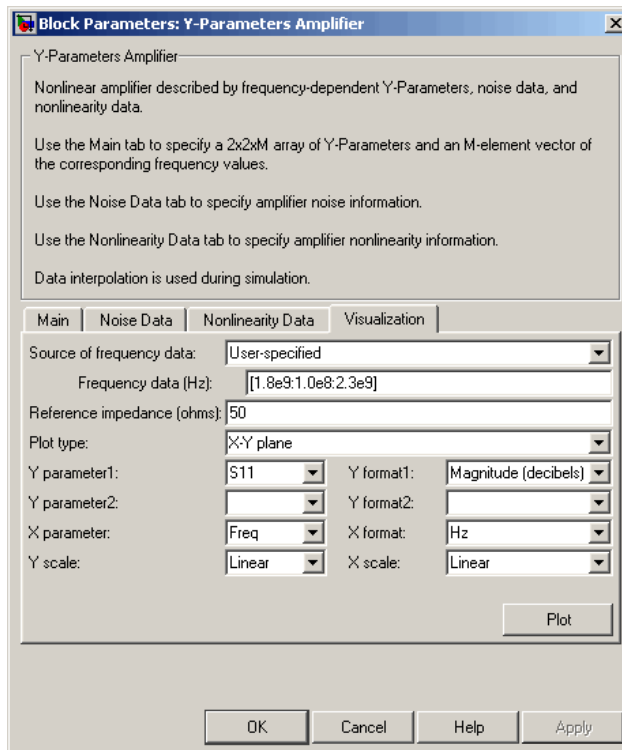 Block Parameters: Y-Parameters Amplifier
Y-Parameters Amplifier
Nonlinear amplifier described by frequency-dependent Y-Parameters, noise data, and
nonlinearity data.
Use the Main tab to specify a 2x2xM array of Y-Parameters and an M-element vector of
the corresponding frequency values.
Use the Noise Data tab to specify amplifier noise information.
Use the Nonlinearity Data tab to specify amplifier nonlinearity information.
Data interpolation is used during simulation.
Main Noise Data Nonlinearity Data Visualization
Source of frequency data: User-specified
Frequency data (Hz): [1.8e9:1.0e8:2.3e9]
Reference impedance (ohms): 50
Plot type: X-Y plane
Y parameter1: S11 Y format1: Magnitude (decibels)
Y parameter2: Y format2:
X parameter: Freq X format: Hz
Y scale: Linear X scale: Linear
Plot
OK Cancel Help Apply